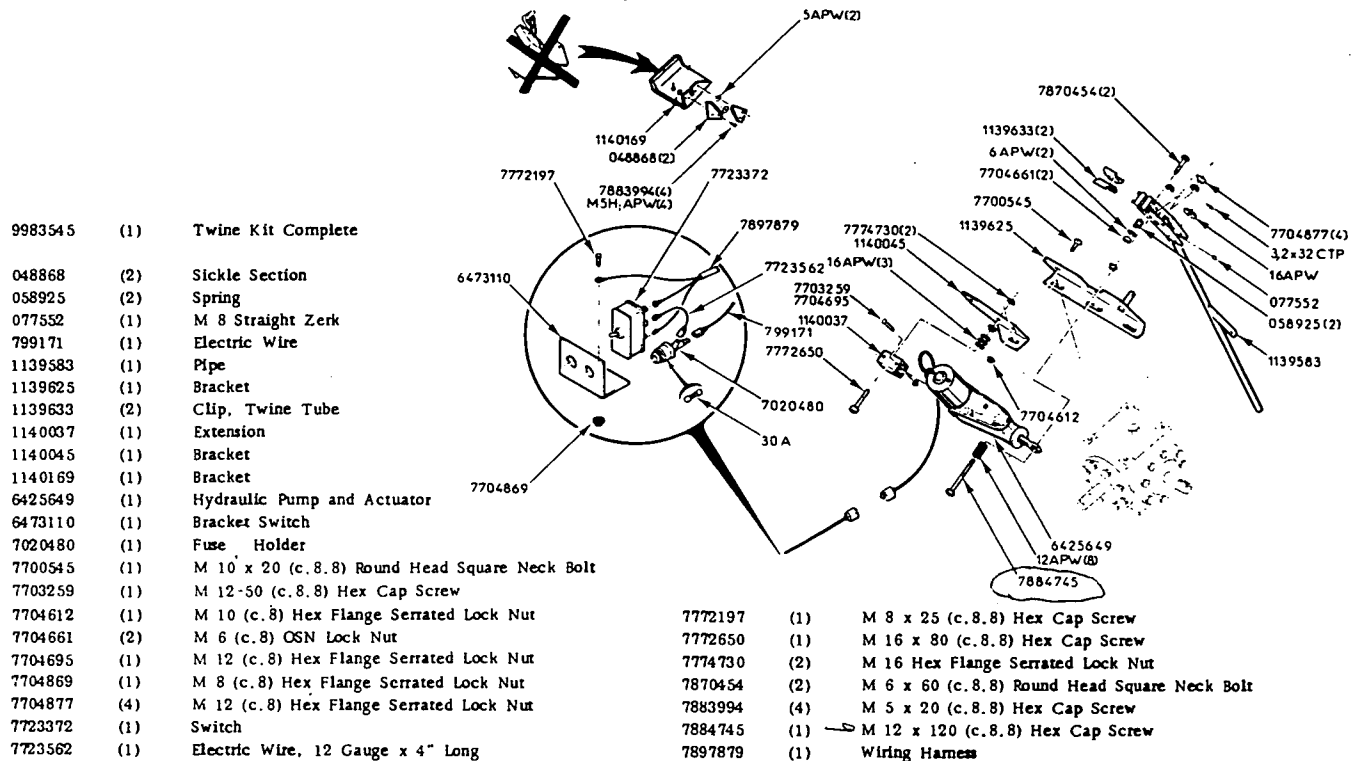 5APW(2)
7870454(2)
1139633(2)
6APW(2)
7704661(2)
1140169
048868(2)
7772197
7883994(4)
M5H;APW(4)
7723372
7700545
7704877(4)
3,2x32CTP
16APW
077552
058925(2)
1139583
7897879
7774730(2)
1140045
16APW(3)
1139625
6473110
7723562
7703259
7704695
1140037
799171
7772650
7020480
30A
7704612
7704869
6425649
12APW(8)
7884745
9983545 (1) Twine Kit Complete
048868 (2) Sickle Section
058925 (2) Spring
077552 (1) M 8 Straight Zerk
799171 (1) Electric Wire
1139583 (1) Pipe
1139625 (1) Bracket
1139633 (2) Clip, Twine Tube
1140037 (1) Extension
1140045 (1) Bracket
1140169 (1) Bracket
6425649 (1) Hydraulic Pump and Actuator
6473110 (1) Bracket Switch
7020480 (1) Fuse Holder
7700545 (1) M 10 x 20 (c.8.8) Round Head Square Neck Bolt
7703259 (1) M 12-50 (c.8.8) Hex Cap Screw
7704612 (1) M 10 (c.8) Hex Flange Serrated Lock Nut
7704661 (2) M 6 (c.8) OSN Lock Nut
7704695 (1) M 12 (c.8) Hex Flange Serrated Lock Nut
7704869 (1) M 8 (c.8) Hex Flange Serrated Lock Nut
7704877 (4) M 12 (c.8) Hex Flange Serrated Lock Nut
7723372 (1) Switch
7723562 (1) Electric Wire, 12 Gauge x 4" Long
7772197 (1) M 8 x 25 (c.8.8) Hex Cap Screw
7772650 (1) M 16 x 80 (c.8.8) Hex Cap Screw
7774730 (2) M 16 Hex Flange Serrated Lock Nut
7870454 (2) M 6 x 60 (c.8.8) Round Head Square Neck Bolt
7883994 (4) M 5 x 20 (c.8.8) Hex Cap Screw
7884745 (1) M 12 x 120 (c.8.8) Hex Cap Screw
7897879 (1) Wiring Harness